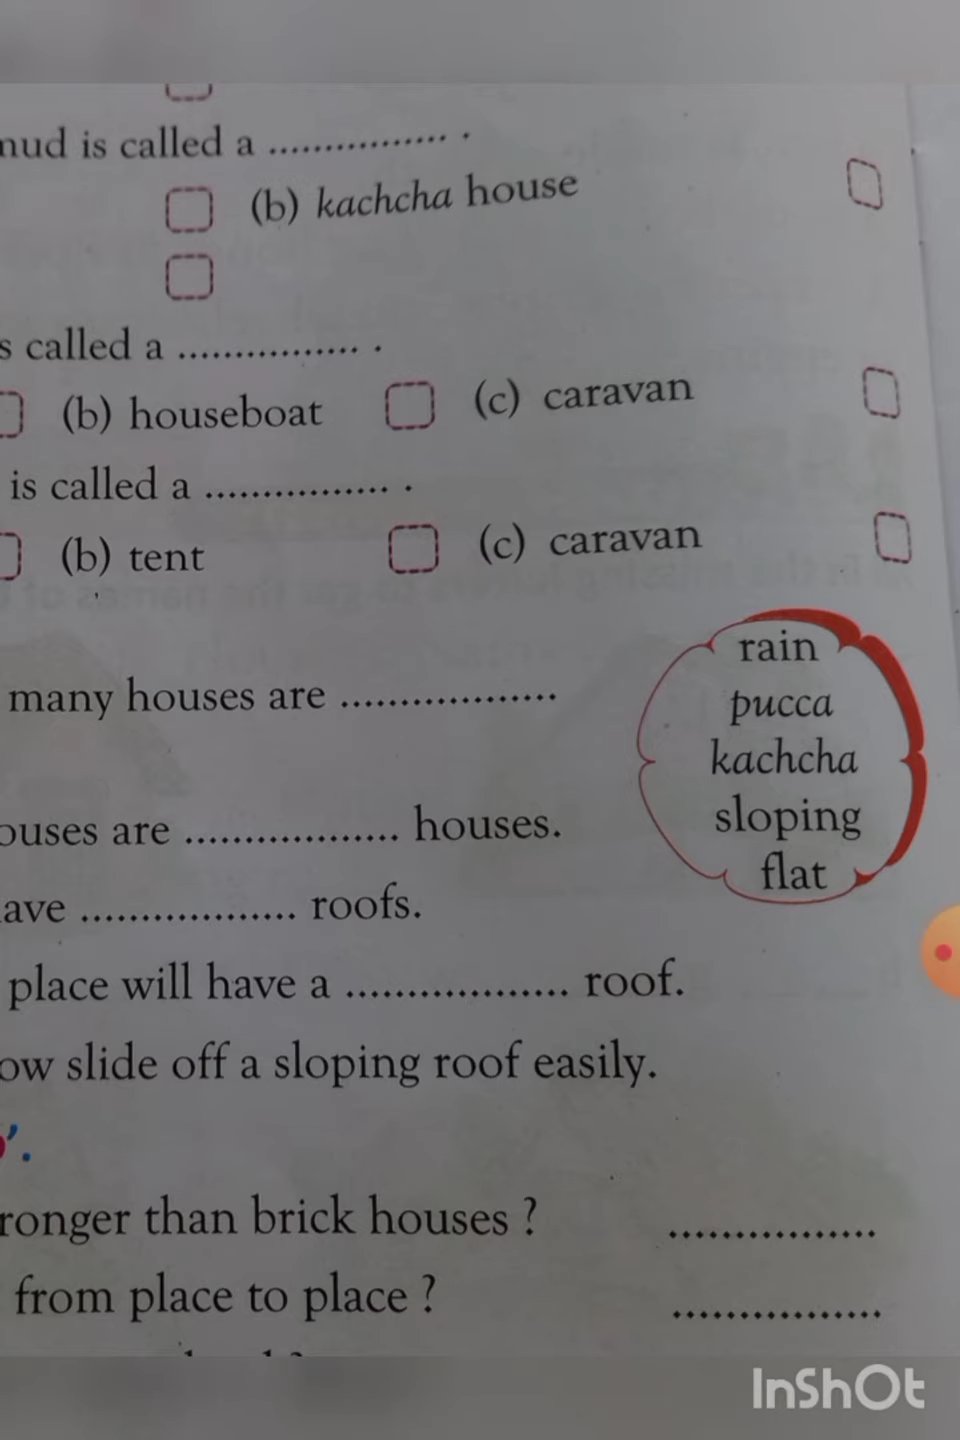 mud is called a ................ .
(b) kachcha house
s called a ................ .
(b) houseboat (c) caravan
is called a ................ .
(b) tent (c) caravan
rain
many houses are ..................
pucca
kachcha
ouses are .................. houses.
sloping
flat
ave .................. roofs.
place will have a .................. roof.
ow slide off a sloping roof easily.
ronger than brick houses ? ................
from place to place ? ................
InShOt